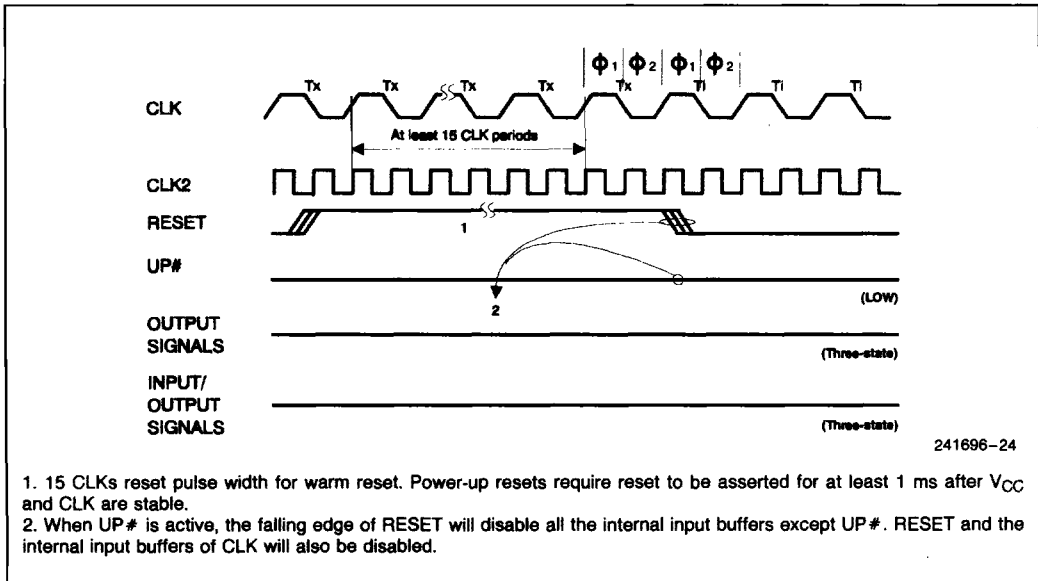 ϕ1 ϕ2 ϕ1 ϕ2
Tx Tx Tx Tx Tx Ti Ti Ti
CLK
At least 15 CLK periods
CLK2
RESET
1
UP#
(LOW)
2
OUTPUT
SIGNALS
(Three-state)
INPUT/
OUTPUT
SIGNALS
(Three-state)
241696–24
1. 15 CLKs reset pulse width for warm reset. Power-up resets require reset to be asserted for at least 1 ms after VCC
and CLK are stable.
2. When UP# is active, the falling edge of RESET will disable all the internal input buffers except UP#. RESET and the
internal input buffers of CLK will also be disabled.